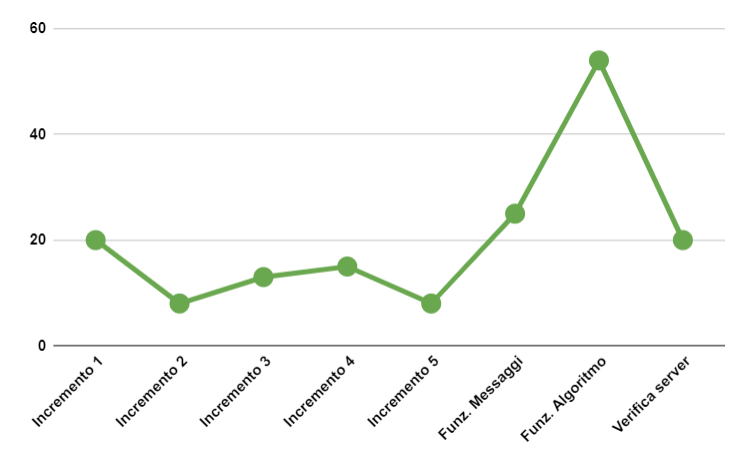 60
40
20
0
Incremento 1
Incremento 2
Incremento 3
Incremento 4
Incremento 5
Funz. Messaggi
Funz. Algoritmo
Verifica server